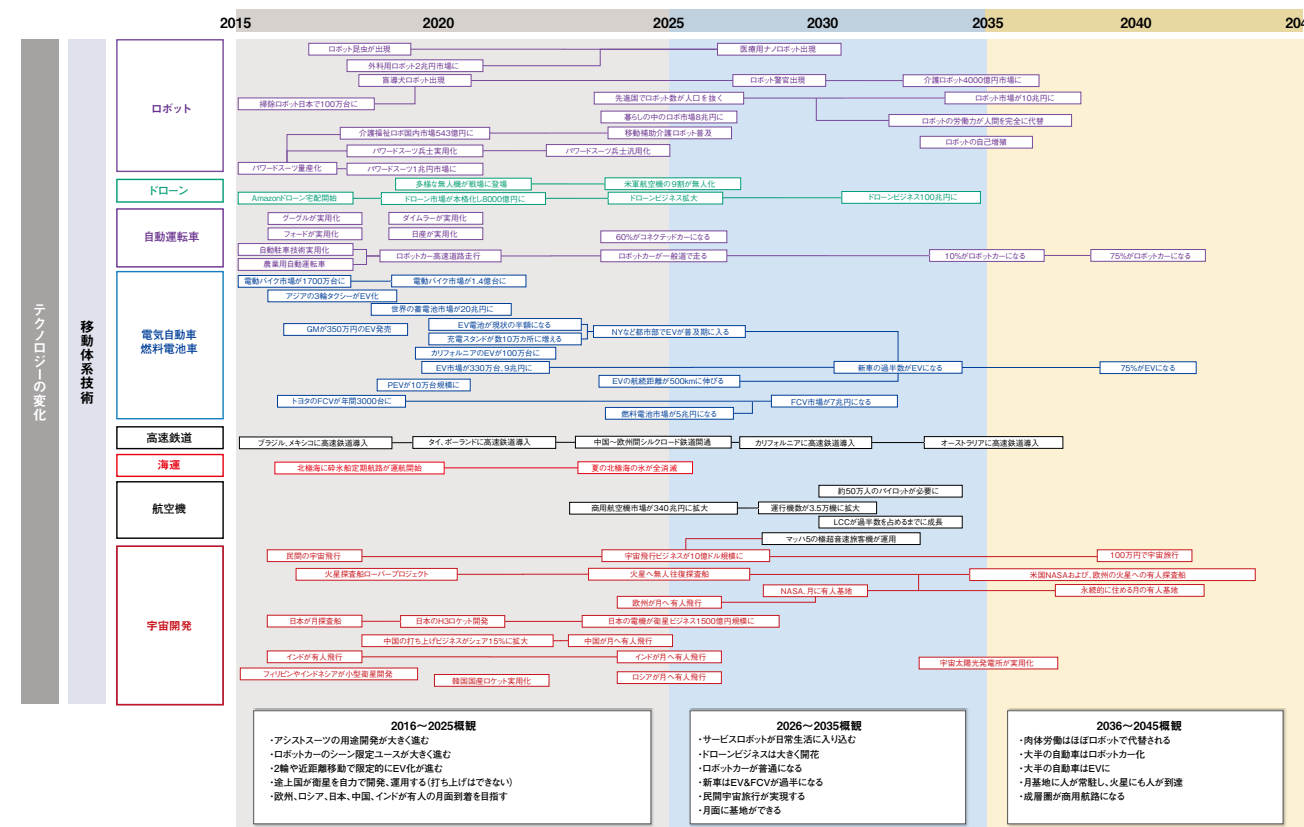 2015
2020
2025
2030
2035
2040
204
テクノロジーの変化
移動体系技術
ロボット
ロボット昆虫が出現
医療用ナノロボット出現
外科用ロボット2兆円市場に
盲導犬ロボット出現
ロボット警官出現
介護ロボット4000億円市場に
掃除ロボット日本で100万台に
先進国でロボット数が人口を抜く
ロボット市場が10兆円に
暮らしの中のロボ市場8兆円に
ロボットの労働力が人間を完全に代替
介護福祉ロボ国内市場543億円に
移動補助介護ロボット普及
ロボットの自己増殖
パワードスーツ兵士実用化
パワードスーツ兵士汎用化
パワードスーツ量産化
パワードスーツ1兆円市場に
ドローン
多様な無人機が戦場に登場
米軍航空機の9割が無人化
Amazonドローン宅配開始
ドローン市場が本格化し8000億円に
ドローンビジネス拡大
ドローンビジネス100兆円に
自動運転車
グーグルが実用化
ダイムラーが実用化
フォードが実用化
日産が実用化
60%がコネクテッドカーになる
自動駐車技術実用化
農業用自動運転車
ロボットカー高速道路走行
ロボットカーが一般道で走る
10%がロボットカーになる
75%がロボットカーになる
電気自動車
燃料電池車
電動バイク市場が1700万台に
電動バイク市場が1.4億台に
アジアの3輪タクシーがEV化
世界の蓄電池市場が20兆円に
GMが350万円のEV発売
EV電池が現状の半額になる
充電スタンドが数10万カ所に増える
NYなど都市部でEVが普及期に入る
カリフォルニアのEVが100万台に
EV市場が330万台、9兆円に
新車の過半数がEVになる
75%がEVになる
PEVが10万台規模に
EVの航続距離が500kmに伸びる
トヨタのFCVが年間3000台に
FCV市場が7兆円になる
燃料電池市場が5兆円になる
高速鉄道
ブラジル、メキシコに高速鉄道導入
タイ、ポーランドに高速鉄道導入
中国〜欧州間シルクロード鉄道開通
カリフォルニアに高速鉄道導入
オーストラリアに高速鉄道導入
海運
北極海に砕氷船定期航路が運航開始
夏の北極海の氷が全消滅
航空機
約50万人のパイロットが必要に
商用航空機市場が340兆円に拡大
運行機数が3.5万機に拡大
LCCが過半数を占めるまでに成長
マッハ5の極超音速旅客機が運用
宇宙開発
民間の宇宙飛行
宇宙飛行ビジネスが10億ドル規模に
100万円で宇宙旅行
火星探査船ローバープロジェクト
火星へ無人往復探査船
米国NASAおよび、欧州の火星への有人探査船
NASA、月に有人基地
永続的に住める月の有人基地
欧州が月へ有人飛行
日本が月探査船
日本のH3ロケット開発
日本の電機が衛星ビジネス1500億円規模に
中国の打ち上げビジネスがシェア15%に拡大
中国が月へ有人飛行
インドが有人飛行
インドが月へ有人飛行
宇宙太陽光発電所が実用化
フィリピンやインドネシアが小型衛星開発
韓国国産ロケット実用化
ロシアが月へ有人飛行
2016〜2025概観
・アシストスーツの用途開発が大きく進む
・ロボットカーのシーン限定ユースが大きく進む
・2輪や近距離移動で限定的にEV化が進む
・途上国が衛星を自力で開発、運用する(打ち上げはできない)
・欧州、ロシア、日本、中国、インドが有人の月面到着を目指す
2026〜2035概観
・サービスロボットが日常生活に入り込む
・ドローンビジネスは大きく開花
・ロボットカーが普通になる
・新車はEV&FCVが過半になる
・民間宇宙旅行が実現する
・月面に基地ができる
2036〜2045概観
・肉体労働はほぼロボットで代替される
・大半の自動車はロボットカー化
・大半の自動車はEVに
・月基地に人が常駐し、火星にも人が到達
・成層圏が商用航路になる